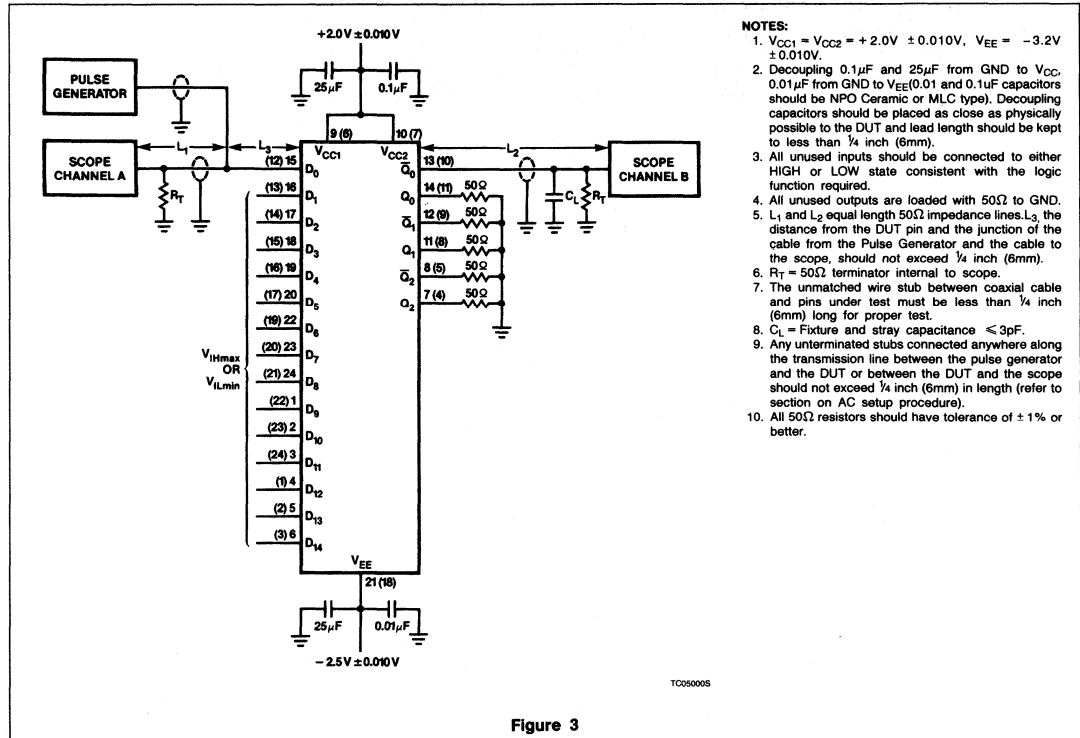 +2.0V ±0.010V
25µF
0.1µF
PULSE
GENERATOR
SCOPE
CHANNEL A
L1
L3
RT
9 (6)
10 (7)
VCC1
VCC2
(12) 15
D0
(13) 16
D1
(14) 17
D2
(15) 18
D3
(16) 19
D4
(17) 20
D5
(19) 22
D6
(20) 23
D7
(21) 24
D8
(22) 1
D9
(23) 2
D10
(24) 3
D11
(1) 4
D12
(2) 5
D13
(3) 6
D14
VIHmax
OR
VILmin
Q̅0
13 (10)
Q0
14 (11)
50Ω
Q̅1
12 (9)
50Ω
Q1
11 (8)
50Ω
Q̅2
8 (5)
50Ω
Q2
7 (4)
50Ω
L2
CL
RT
SCOPE
CHANNEL B
VEE
21 (18)
25µF
0.01µF
−2.5V ±0.010V
TC05000S
NOTES:
1. VCC1 = VCC2 = +2.0V ±0.010V, VEE = −3.2V
±0.010V.
2. Decoupling 0.1µF and 25µF from GND to VCC,
0.01µF from GND to VEE(0.01 and 0.1uF capacitors
should be NPO Ceramic or MLC type). Decoupling
capacitors should be placed as close as physically
possible to the DUT and lead length should be kept
to less than ¼ inch (6mm).
3. All unused inputs should be connected to either
HIGH or LOW state consistent with the logic
function required.
4. All unused outputs are loaded with 50Ω to GND.
5. L1 and L2 equal length 50Ω impedance lines.L3, the
distance from the DUT pin and the junction of the
cable from the Pulse Generator and the cable to
the scope, should not exceed ¼ inch (6mm).
6. RT = 50Ω terminator internal to scope.
7. The unmatched wire stub between coaxial cable
and pins under test must be less than ¼ inch
(6mm) long for proper test.
8. CL = Fixture and stray capacitance ≤ 3pF.
9. Any unterminated stubs connected anywhere along
the transmission line between the pulse generator
and the DUT or between the DUT and the scope
should not exceed ¼ inch (6mm) in length (refer to
section on AC setup procedure).
10. All 50Ω resistors should have tolerance of ±1% or
better.
Figure 3